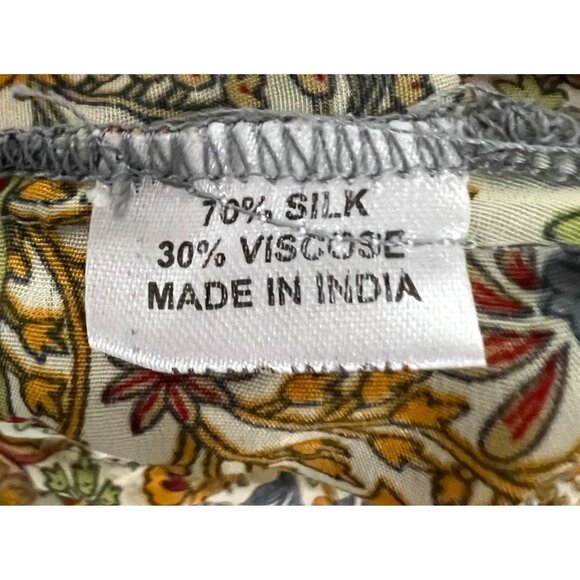 70% SILK
30% VISCOSE
MADE IN INDIA